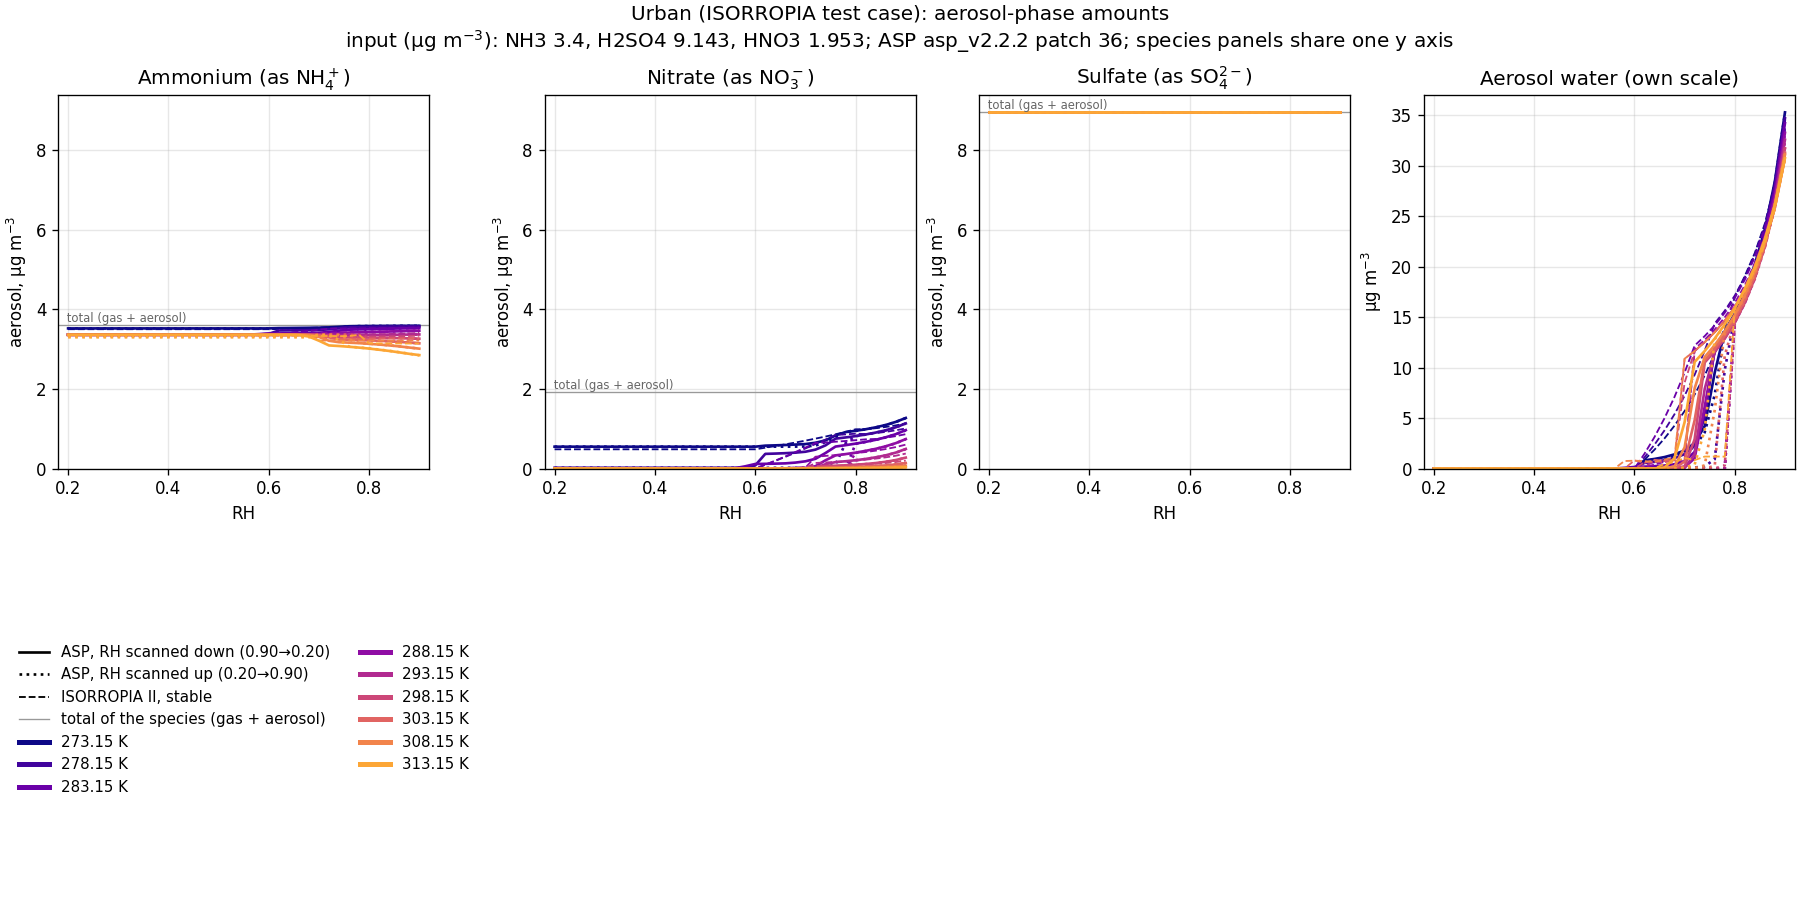 Urban (ISORROPIA test case): aerosol-phase amounts
input (µg m⁻³): NH3 3.4, H2SO4 9.143, HNO3 1.953; ASP asp_v2.2.2 patch 36; species panels share one y axis
Ammonium (as NH₄⁺)
total (gas + aerosol)
aerosol, µg m⁻³
8
6
4
2
0
0.2 0.4 0.6 0.8
RH
Nitrate (as NO₃⁻)
total (gas + aerosol)
aerosol, µg m⁻³
8
6
4
2
0
0.2 0.4 0.6 0.8
RH
Sulfate (as SO₄²⁻)
total (gas + aerosol)
aerosol, µg m⁻³
8
6
4
2
0
0.2 0.4 0.6 0.8
RH
Aerosol water (own scale)
µg m⁻³
35
30
25
20
15
10
5
0
0.2 0.4 0.6 0.8
RH
ASP, RH scanned down (0.90→0.20)
ASP, RH scanned up (0.20→0.90)
ISORROPIA II, stable
total of the species (gas + aerosol)
273.15 K
278.15 K
283.15 K
288.15 K
293.15 K
298.15 K
303.15 K
308.15 K
313.15 K